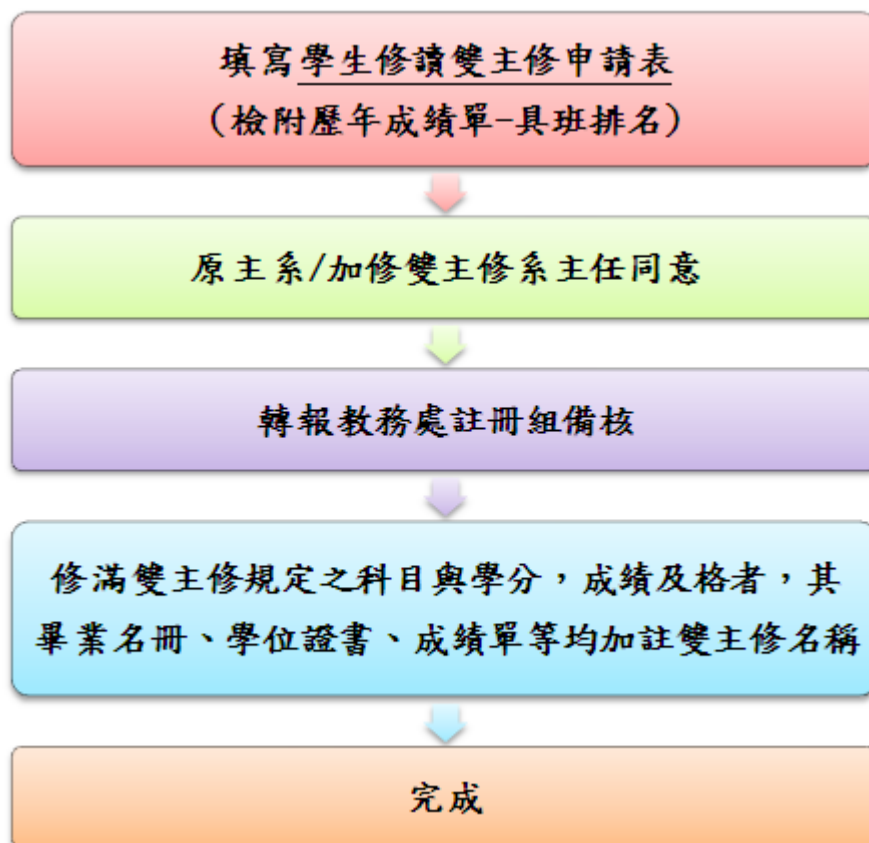 填寫學生修讀雙主修申請表
(檢附歷年成績單-具班排名)
原主系/加修雙主修系主任同意
轉報教務處註冊組備核
修滿雙主修規定之科目與學分，成績及格者，其
畢業名冊、學位證書、成績單等均加註雙主修名稱
完成